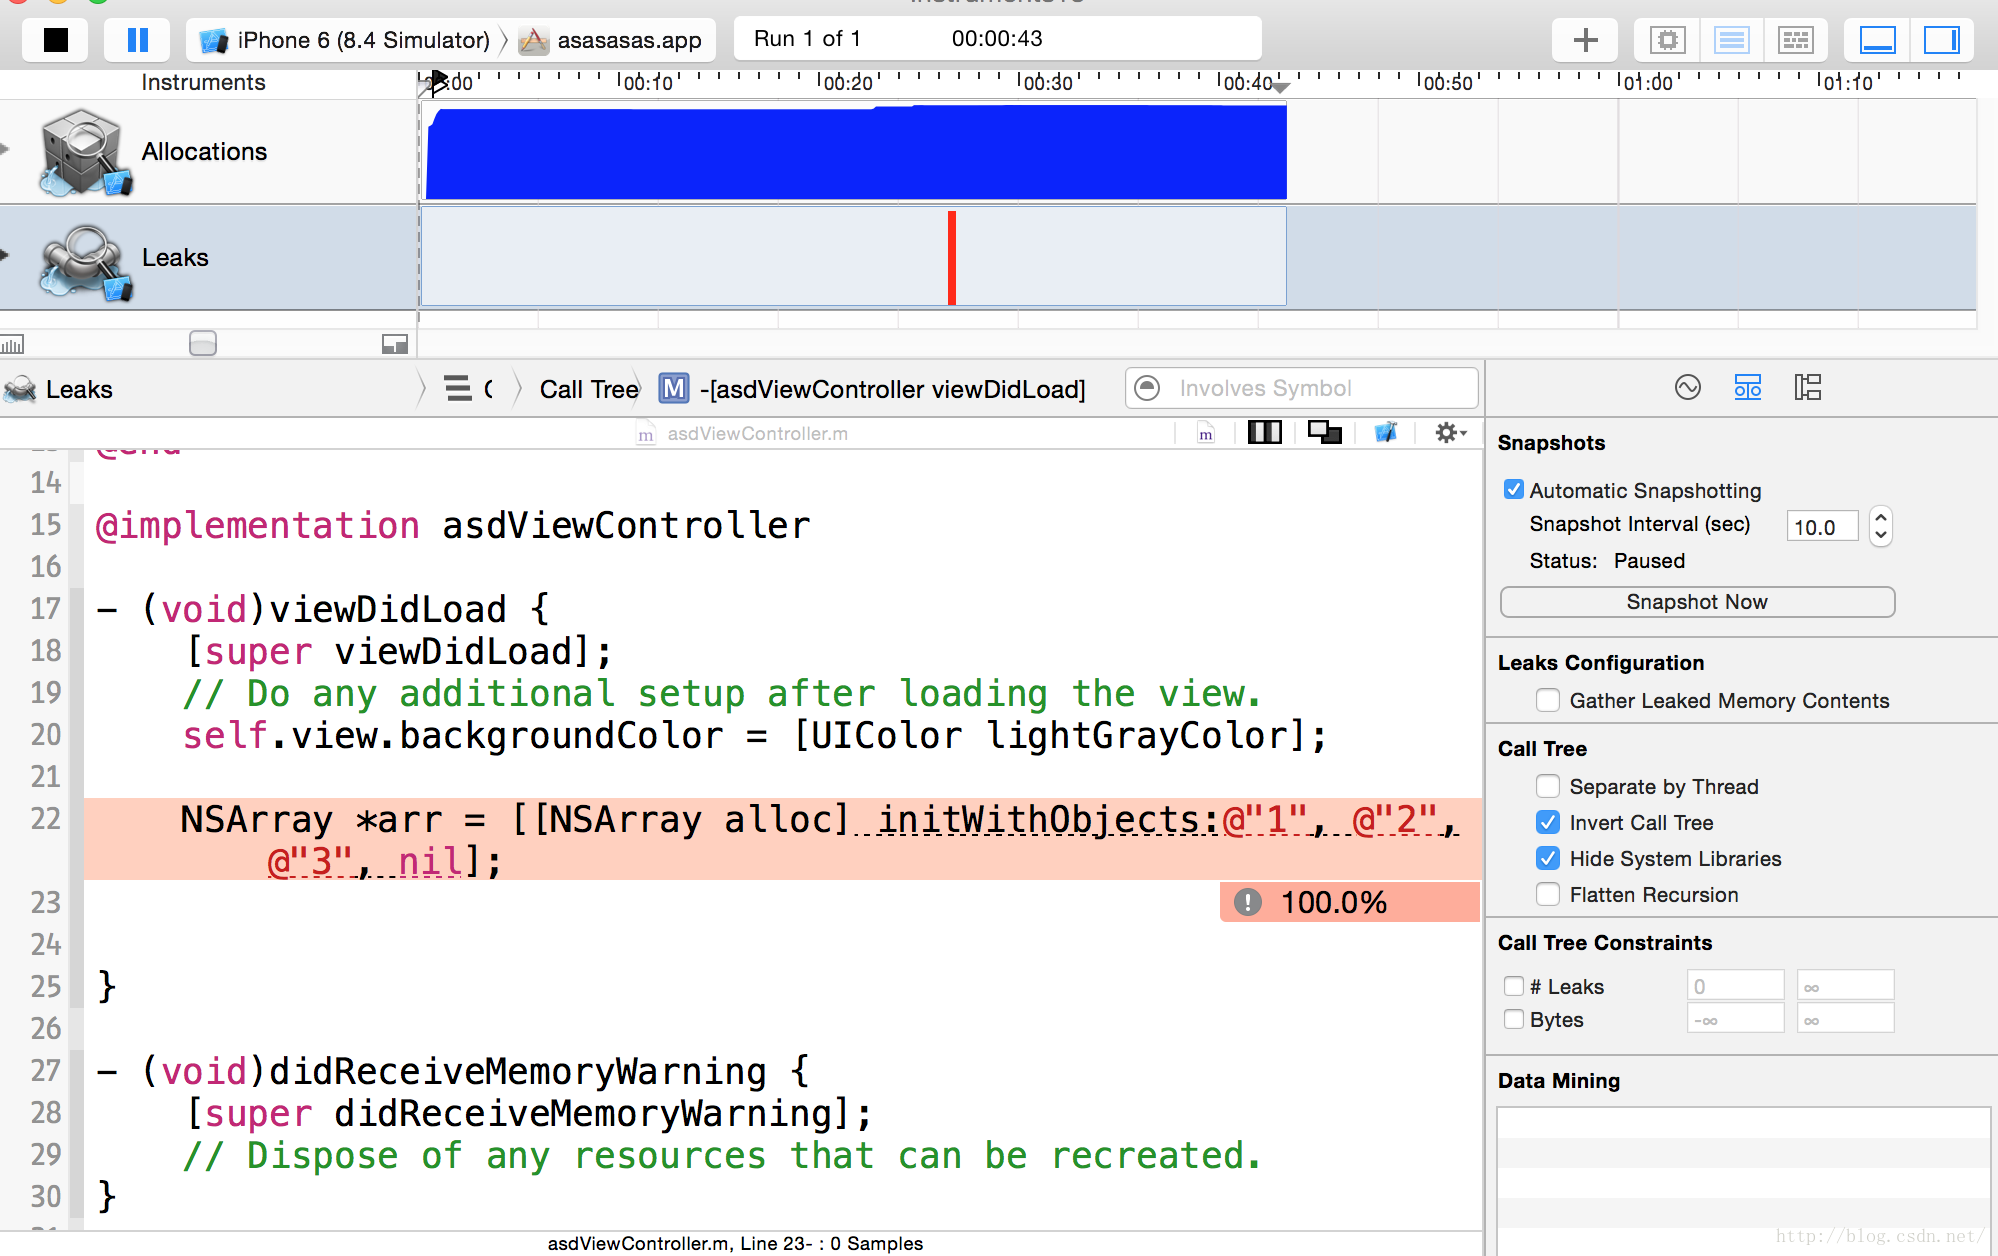 iPhone 6 (8.4 Simulator) asasasas.app Run 1 of 1 00:00:43
Instruments :00 00:10 00:20 00:30 00:40 00:50 01:00 01:10
Allocations
Leaks
Leaks Call Tree M -[asdViewController viewDidLoad] Involves Symbol
m asdViewController.m m
@end
14
15 @implementation asdViewController
16
17 - (void)viewDidLoad {
18 [super viewDidLoad];
19 // Do any additional setup after loading the view.
20 self.view.backgroundColor = [UIColor lightGrayColor];
21
22 NSArray *arr = [[NSArray alloc] initWithObjects:@"1", @"2",
@"3", nil];
23 ! 100.0%
24
25 }
26
27 - (void)didReceiveMemoryWarning {
28 [super didReceiveMemoryWarning];
29 // Dispose of any resources that can be recreated.
30 }
asdViewController.m, Line 23- : 0 Samples
Snapshots
Automatic Snapshotting
Snapshot Interval (sec) 10.0
Status: Paused
Snapshot Now
Leaks Configuration
Gather Leaked Memory Contents
Call Tree
Separate by Thread
Invert Call Tree
Hide System Libraries
Flatten Recursion
Call Tree Constraints
# Leaks 0 ∞
Bytes -∞ ∞
Data Mining
http://blog.csdn.net/